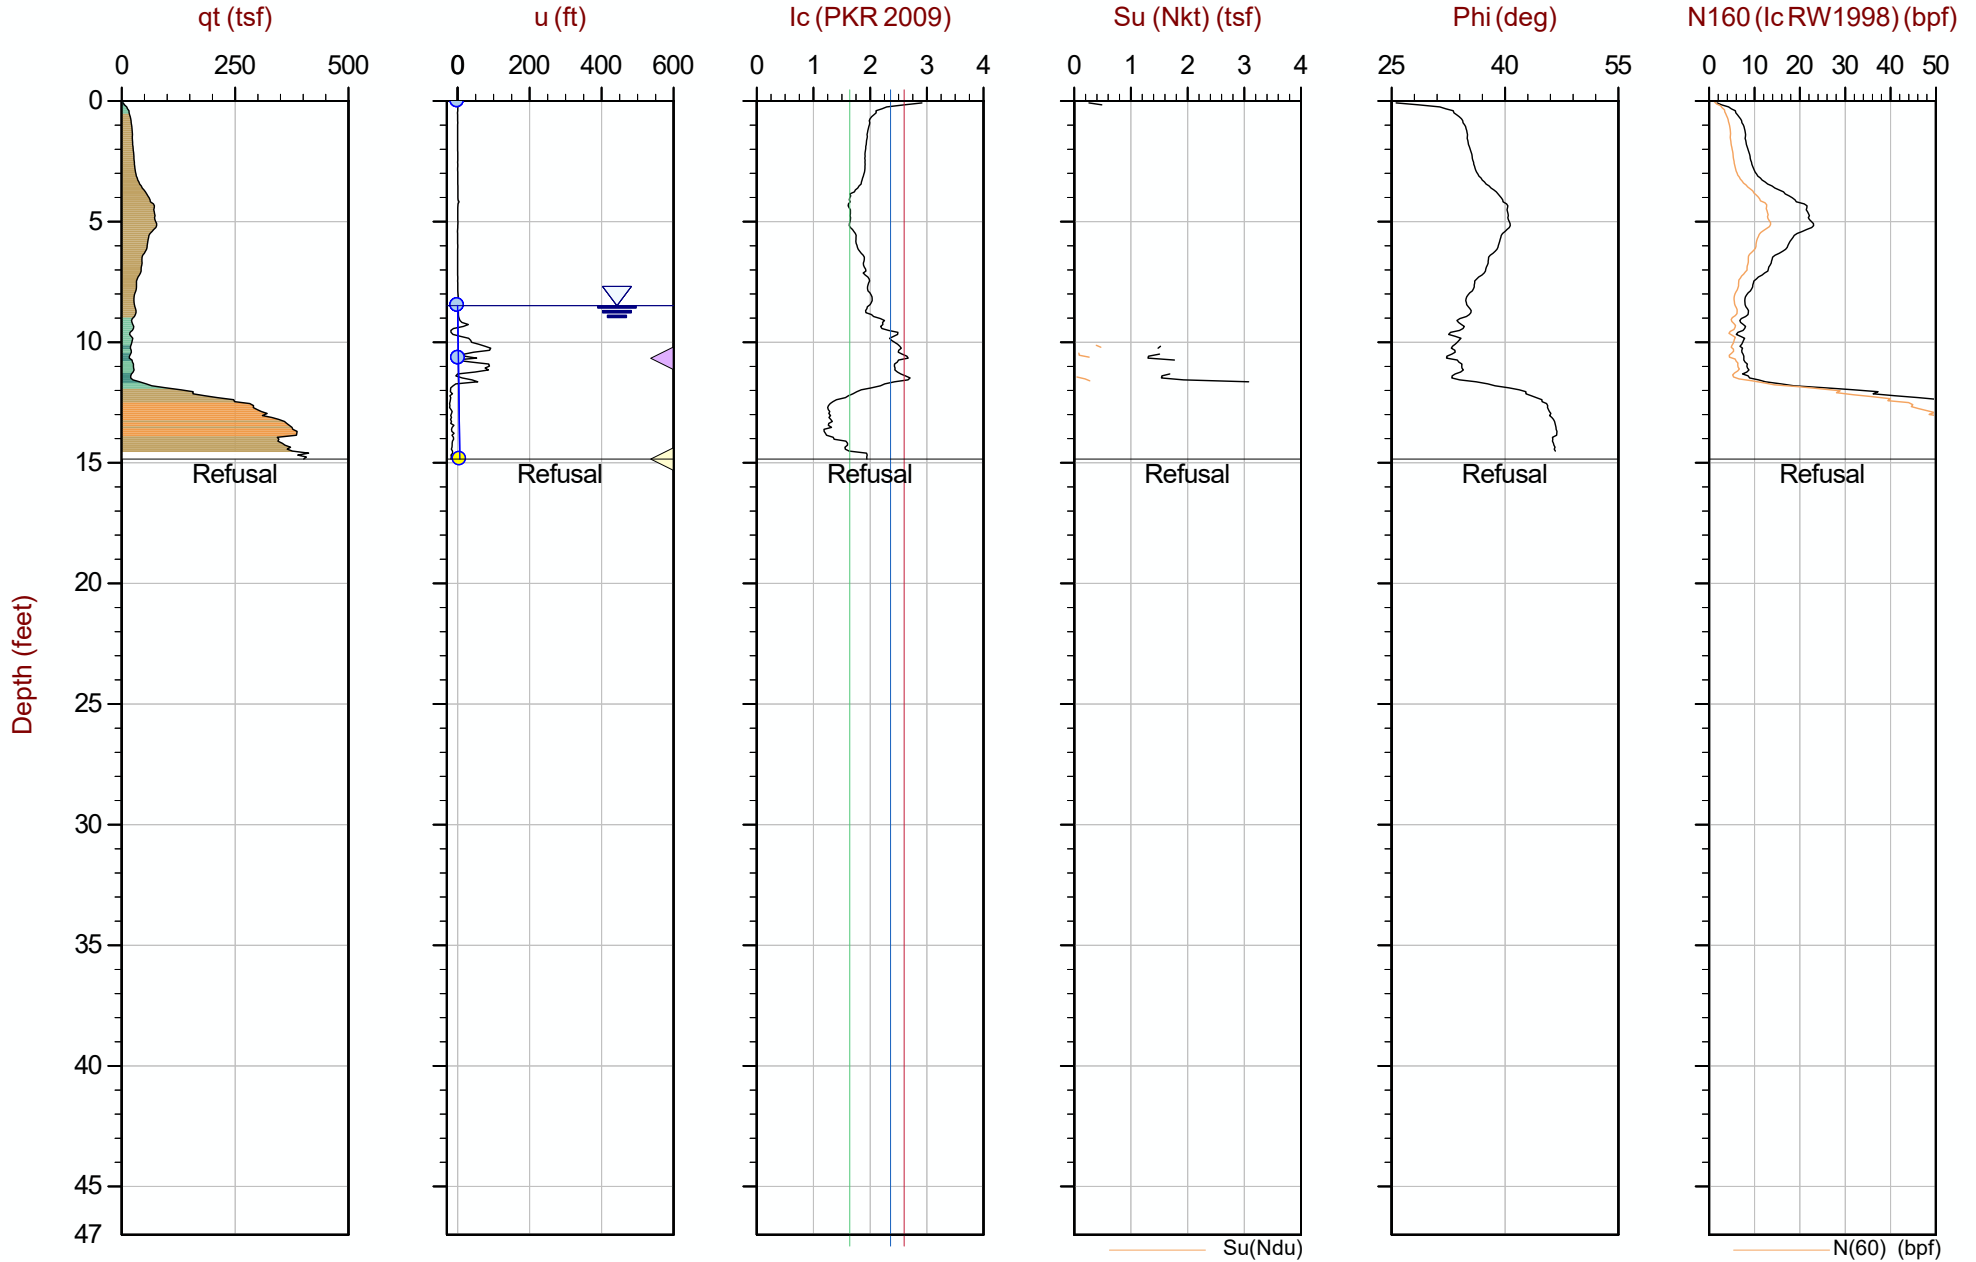 qt (tsf) u (ft) Ic (PKR 2009) Su (Nkt) (tsf) Phi (deg) N160 (Ic RW1998) (bpf)
0 250 500 0 200 400 600 0 1 2 3 4 0 1 2 3 4 25 40 55 0 10 20 30 40 50
0
5
10
15
Refusal Refusal Refusal Refusal Refusal Refusal
20
Depth (feet)
25
30
35
40
45
47
Su(Ndu) N(60) (bpf)